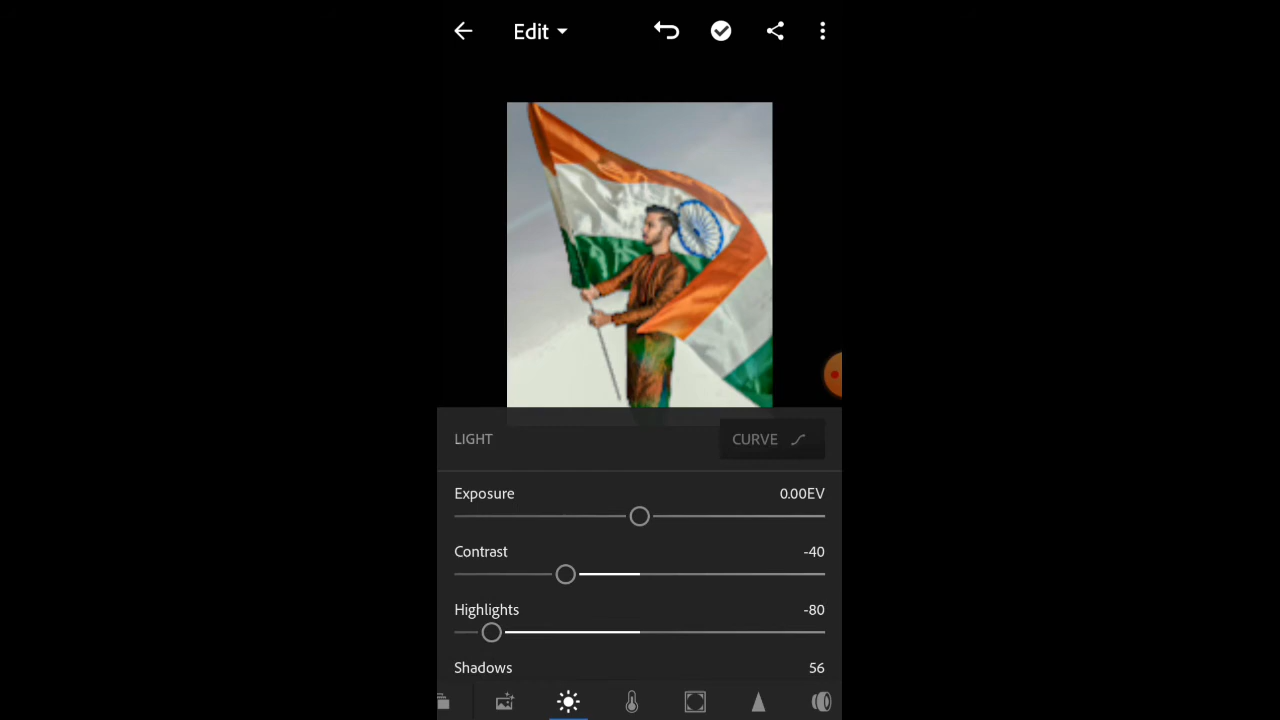 Edit
LIGHT
CURVE
Exposure 0.00EV
Contrast -40
Highlights -80
Shadows 56